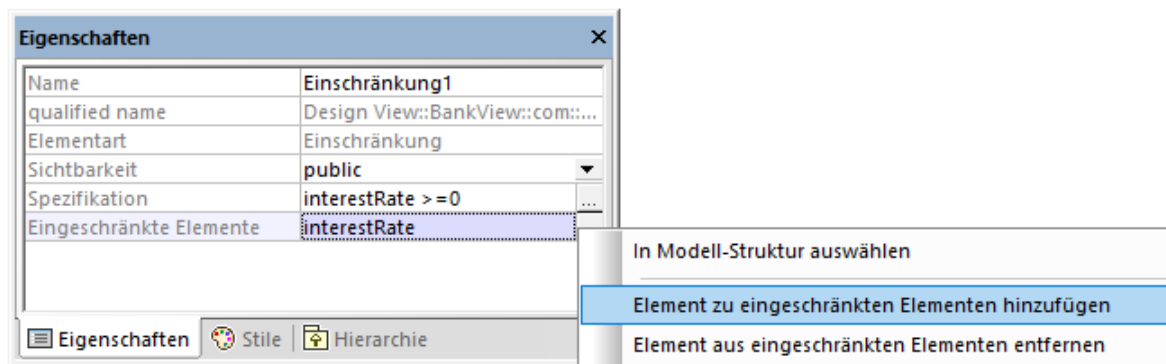 Eigenschaften ×
Name Einschränkung1
qualified name Design View::BankView::com::...
Elementart Einschränkung
Sichtbarkeit public
Spezifikation interestRate >=0 ...
Eingeschränkte Elemente interestRate
In Modell-Struktur auswählen
Element zu eingeschränkten Elementen hinzufügen
Element aus eingeschränkten Elementen entfernen
Eigenschaften Stile Hierarchie